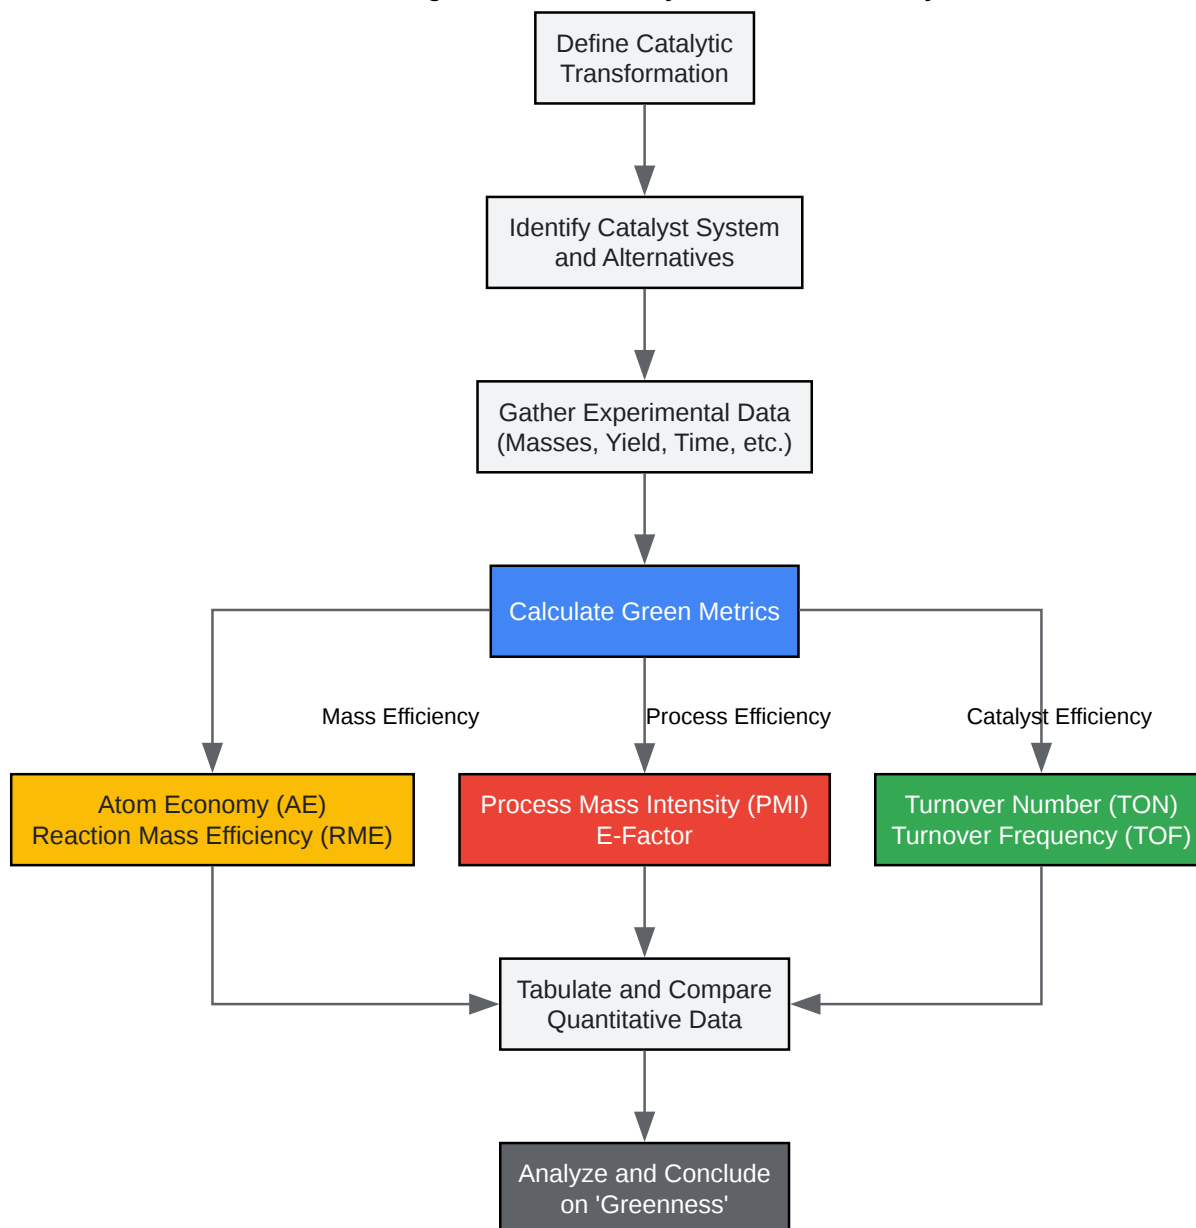 Define Catalytic
Transformation
Identify Catalyst System
and Alternatives
Gather Experimental Data
(Masses, Yield, Time, etc.)
Calculate Green Metrics
Mass Efficiency
Process Efficiency
Catalyst Efficiency
Atom Economy (AE)
Reaction Mass Efficiency (RME)
Process Mass Intensity (PMI)
E-Factor
Turnover Number (TON)
Turnover Frequency (TOF)
Tabulate and Compare
Quantitative Data
Analyze and Conclude
on 'Greenness'